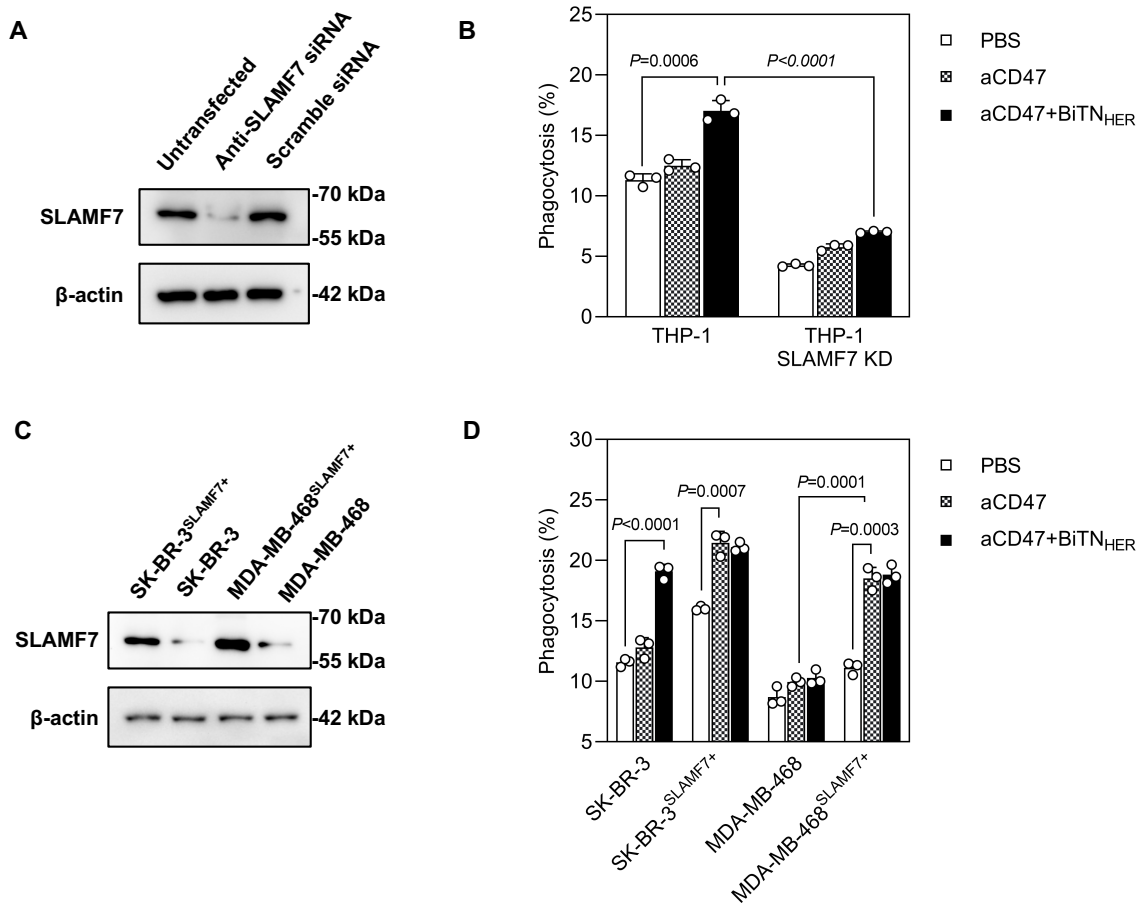 A
Untransfected
Anti-SLAMF7 siRNA
Scramble siRNA
SLAMF7
-70 kDa
-55 kDa
β-actin
-42 kDa
B
Phagocytosis (%)
25
20
15
10
5
0
P=0.0006
P<0.0001
THP-1
THP-1
SLAMF7 KD
PBS
aCD47
aCD47+BiTNHER
C
SK-BR-3SLAMF7+
SK-BR-3
MDA-MB-468SLAMF7+
MDA-MB-468
SLAMF7
-70 kDa
-55 kDa
β-actin
-42 kDa
D
Phagocytosis (%)
30
25
20
15
10
5
P<0.0001
P=0.0007
P=0.0001
P=0.0003
SK-BR-3
SK-BR-3SLAMF7+
MDA-MB-468
MDA-MB-468SLAMF7+
PBS
aCD47
aCD47+BiTNHER